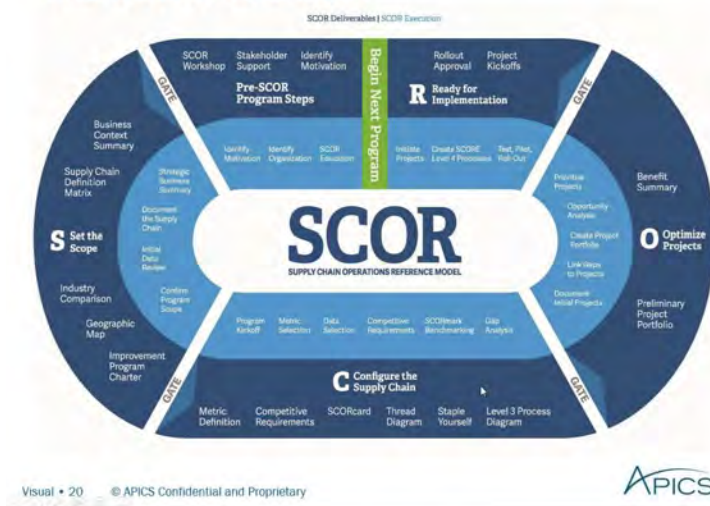 SCOR Deliverables | SCOR Execution
SCOR
Workshop
Stakeholder
Support
Identify
Motivation
Pre-SCOR
Program Steps
Begin Next Program
Rollout
Approval
Project
Kickoffs
R Ready for
Implementation
GATE
GATE
Identify
Motivation
Identify
Organization
SCOR
Education
Initiate
Projects
Create SCOR
Level 4 Processes
Test, Pilot,
Roll-Out
Business
Context
Summary
Supply Chain
Definition
Matrix
S Set the
Scope
Industry
Comparison
Geographic
Map
Improvement
Program
Charter
Strategic
Business
Summary
Document
the Supply
Chain
Initial
Data
Review
Confirm
Program
Scope
SCOR
SUPPLY CHAIN OPERATIONS REFERENCE MODEL
Prioritize
Projects
Opportunity
Analysis
Create Project
Portfolio
Link Reps
to Projects
Document
Initial Projects
Benefit
Summary
O Optimize
Projects
Preliminary
Project
Portfolio
Program
Kickoff
Metric
Selection
Data
Selection
Competitive
Requirements
SCORmark
Benchmarking
Gap
Analysis
GATE
GATE
C Configure the
Supply Chain
Metric
Definition
Competitive
Requirements
SCORcard
Thread
Diagram
Staple
Yourself
Level 3 Process
Diagram
Visual • 20 © APICS Confidential and Proprietary
APICS